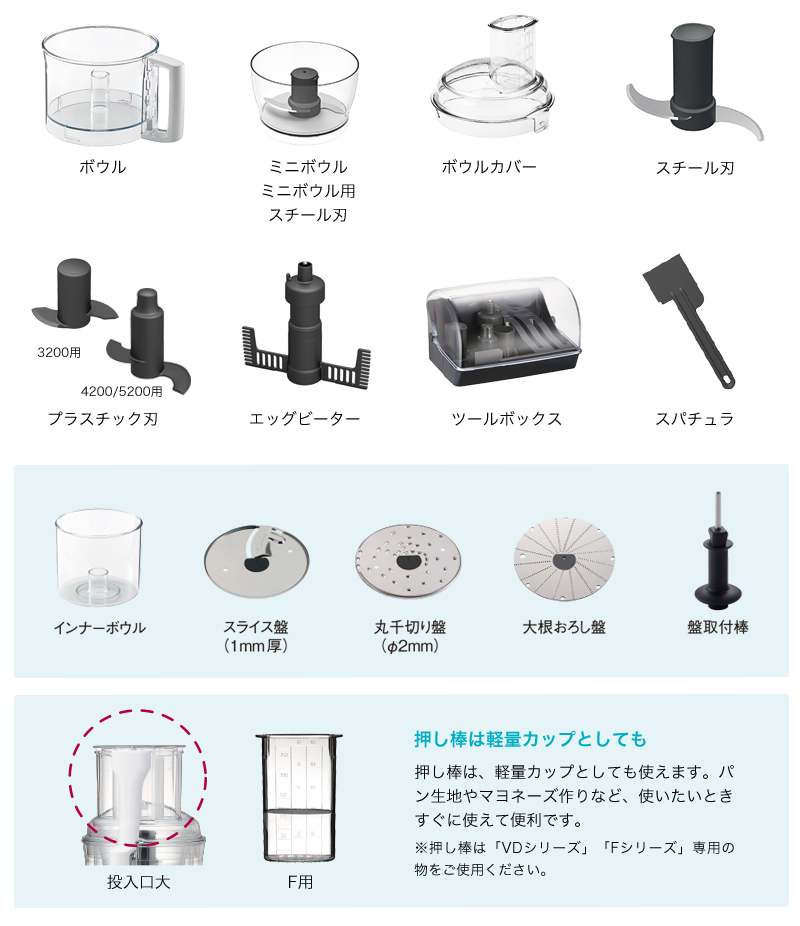 ボウル
ミニボウル
ミニボウル用
スチール刃
ボウルカバー
スチール刃
3200用
4200/5200用
プラスチック刃
エッグビーター
ツールボックス
スパチュラ
インナーボウル
スライス盤
（1mm厚）
丸千切り盤
（φ2mm）
大根おろし盤
盤取付棒
投入口大
F用
押し棒は軽量カップとしても
押し棒は、軽量カップとしても使えます。パ
ン生地やマヨネーズ作りなど、使いたいとき
すぐに使えて便利です。
※押し棒は「VDシリーズ」「Fシリーズ」専用の
物をご使用ください。